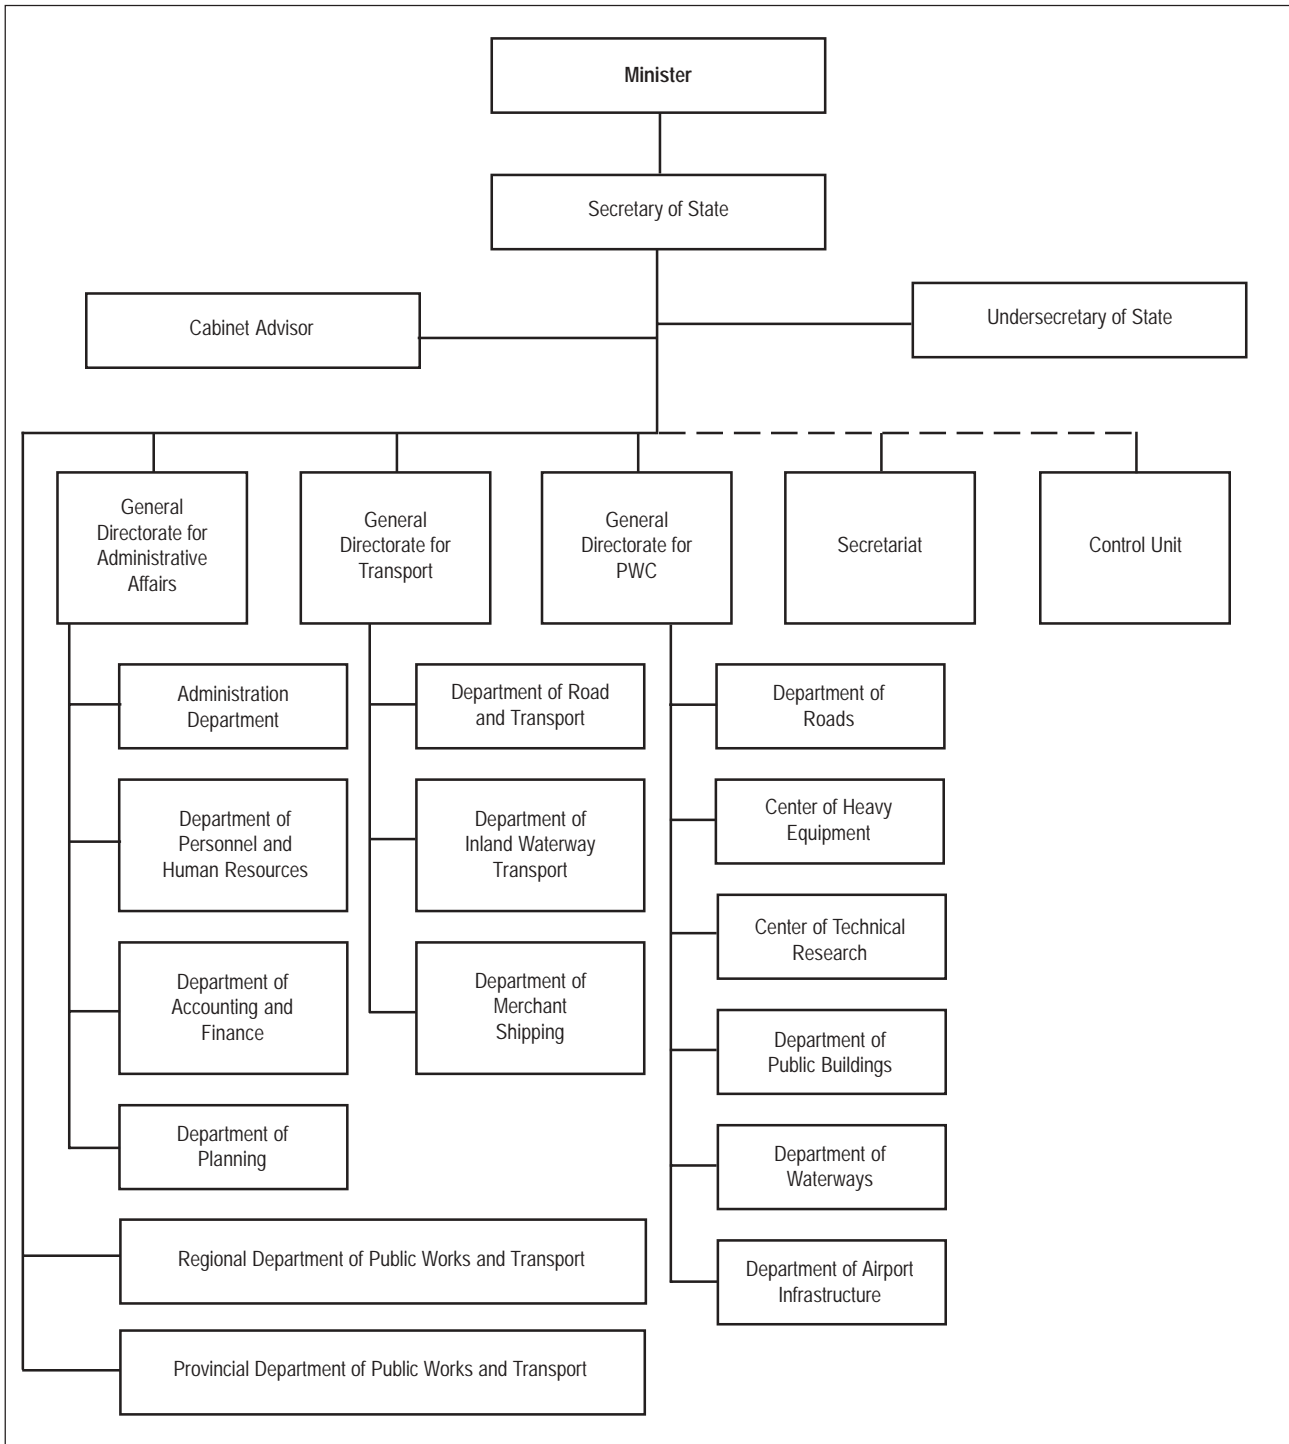 Minister
Secretary of State
Cabinet Advisor
Undersecretary of State
General
Directorate for
Administrative
Affairs
General
Directorate for
Transport
General
Directorate for
PWC
Secretariat
Control Unit
Administration
Department
Department of
Personnel and
Human Resources
Department of
Accounting and
Finance
Department of
Planning
Department of Road
and Transport
Department of
Inland Waterway
Transport
Department of
Merchant
Shipping
Department of
Roads
Center of Heavy
Equipment
Center of Technical
Research
Department of
Public Buildings
Department of
Waterways
Department of Airport
Infrastructure
Regional Department of Public Works and Transport
Provincial Department of Public Works and Transport